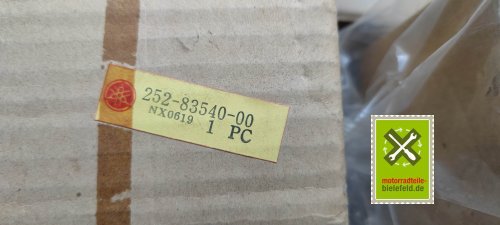 252-83540-00
NX0619
1 PC
motorradteile-
bielefeld.de